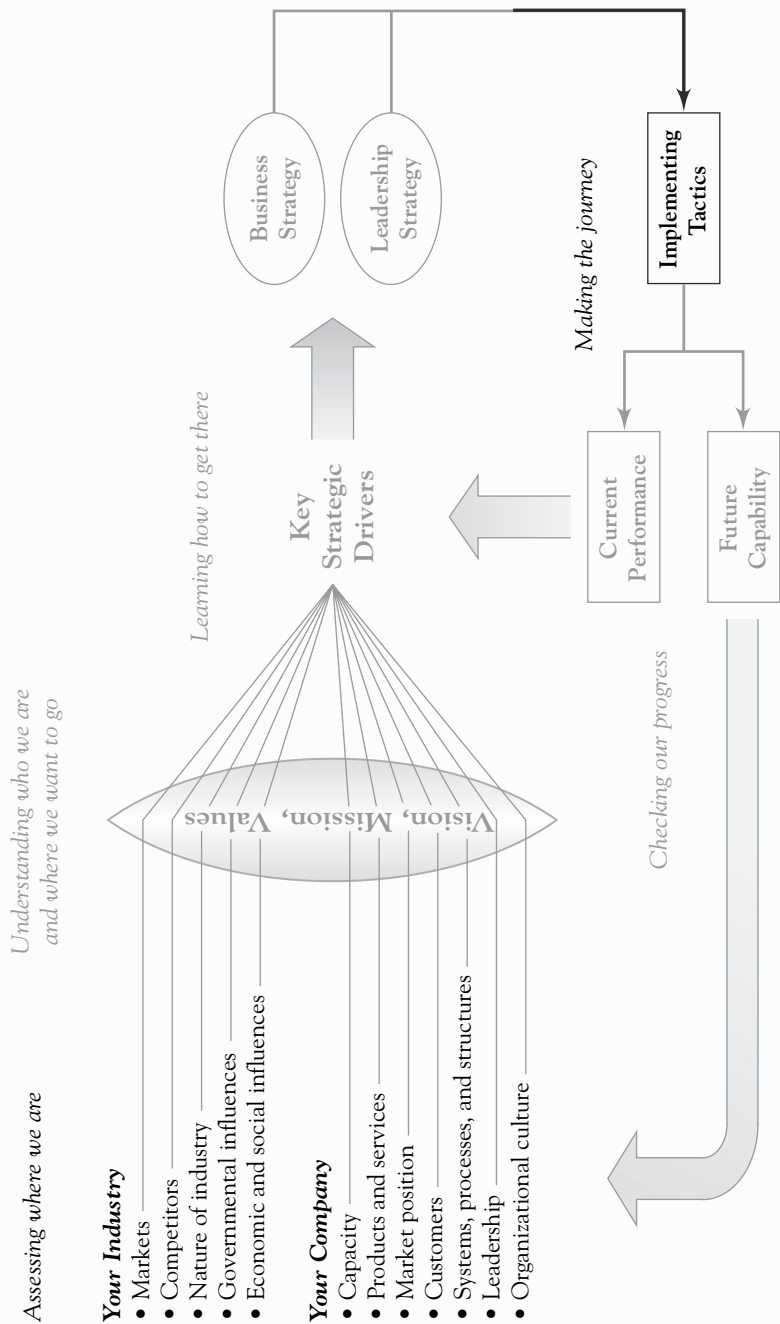 Assessing where we are
Understanding who we are
and where we want to go
Learning how to get there
Your Industry
• Markets
• Competitors
• Nature of industry
• Governmental influences
• Economic and social influences
Your Company
• Capacity
• Products and services
• Market position
• Customers
• Systems, processes, and structures
• Leadership
• Organizational culture
Vision, Mission, Values
Key
Strategic
Drivers
Business
Strategy
Leadership
Strategy
Making the journey
Implementing
Tactics
Current
Performance
Future
Capability
Checking our progress